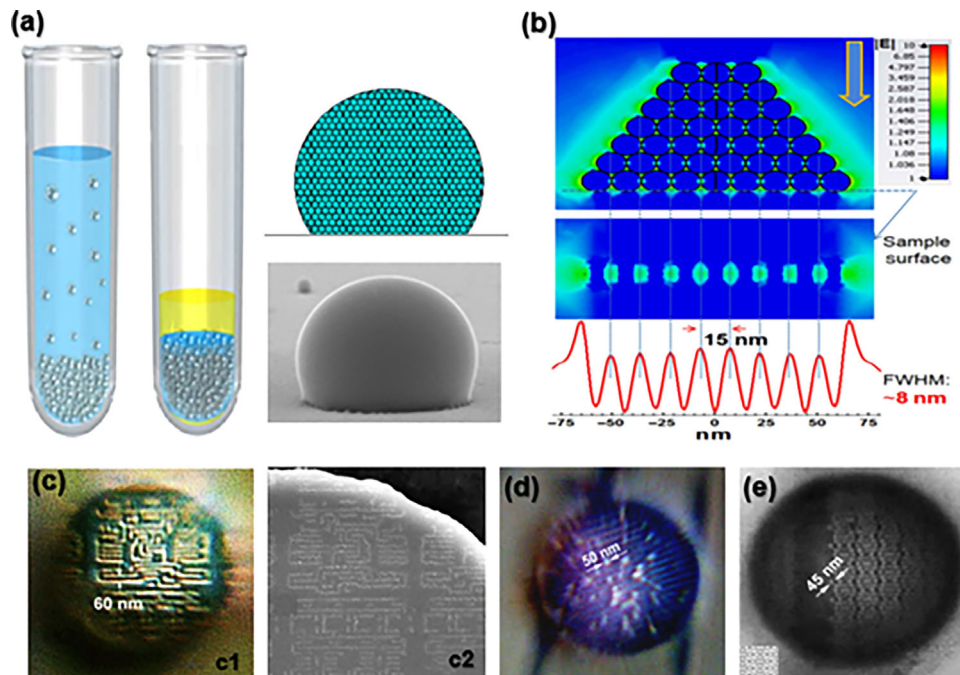 (a)
(b)
|E|
10
6.85
4.797
3.459
2.587
2.018
1.648
1.406
1.249
1.147
1.08
1.036
1
Sample
surface
15 nm
FWHM:
~8 nm
-75
-50
-25
0
25
50
75
nm
(c)
60 nm
c1
c2
(d)
50 nm
(e)
45 nm